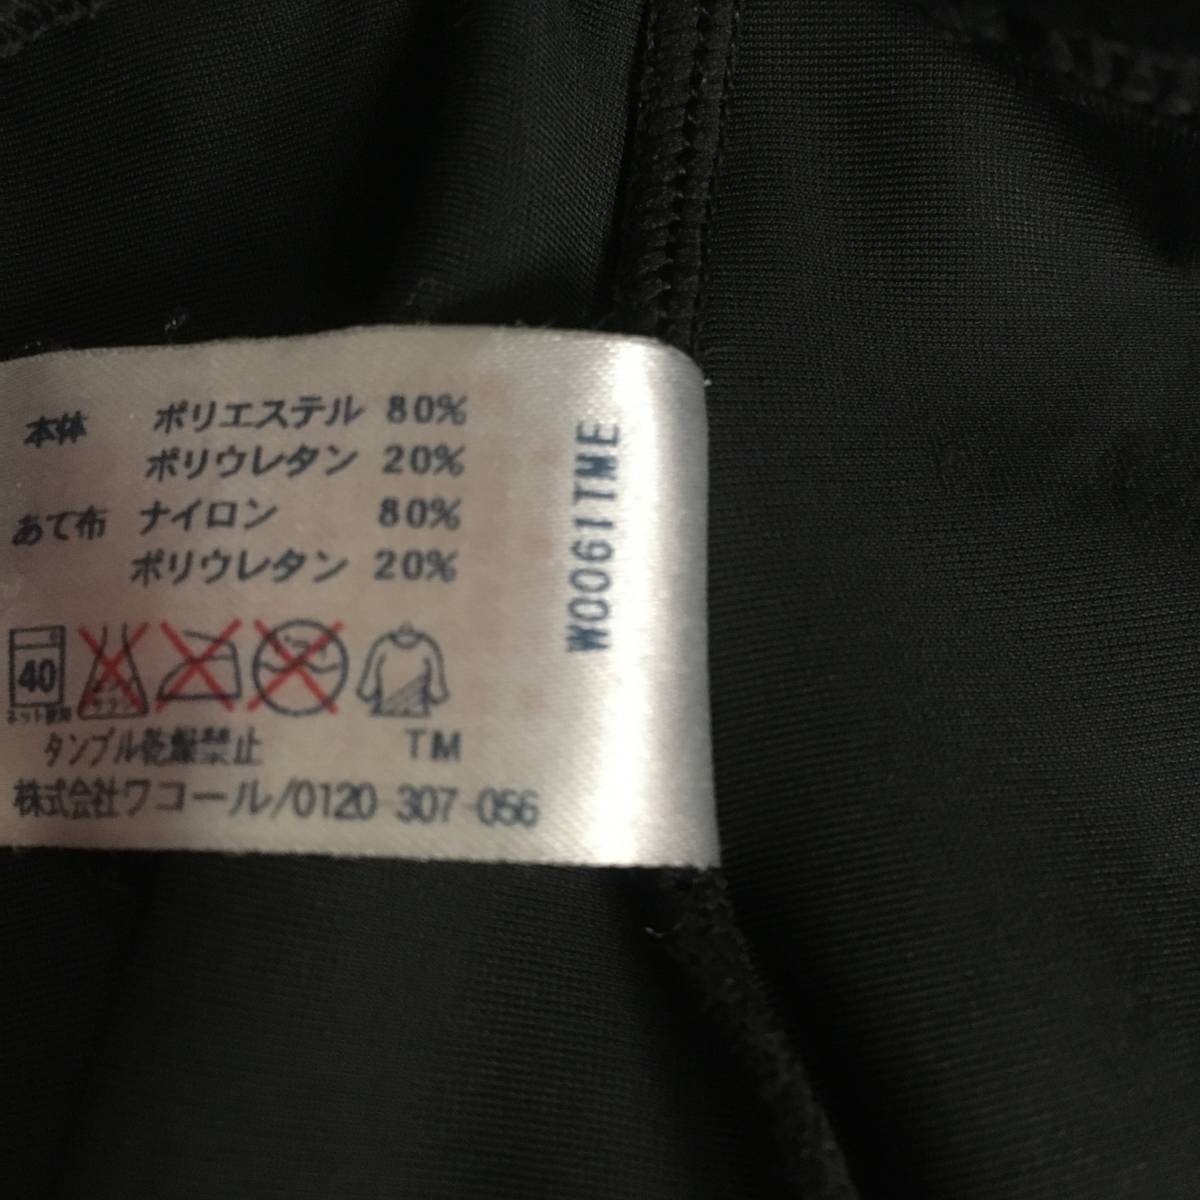 本体 ポリエステル 80%
ポリウレタン 20%
あて布 ナイロン 80%
ポリウレタン 20%
40
ネット使用
タンブル乾燥禁止 TM
株式会社ワコール/0120 307 056
W0061TME